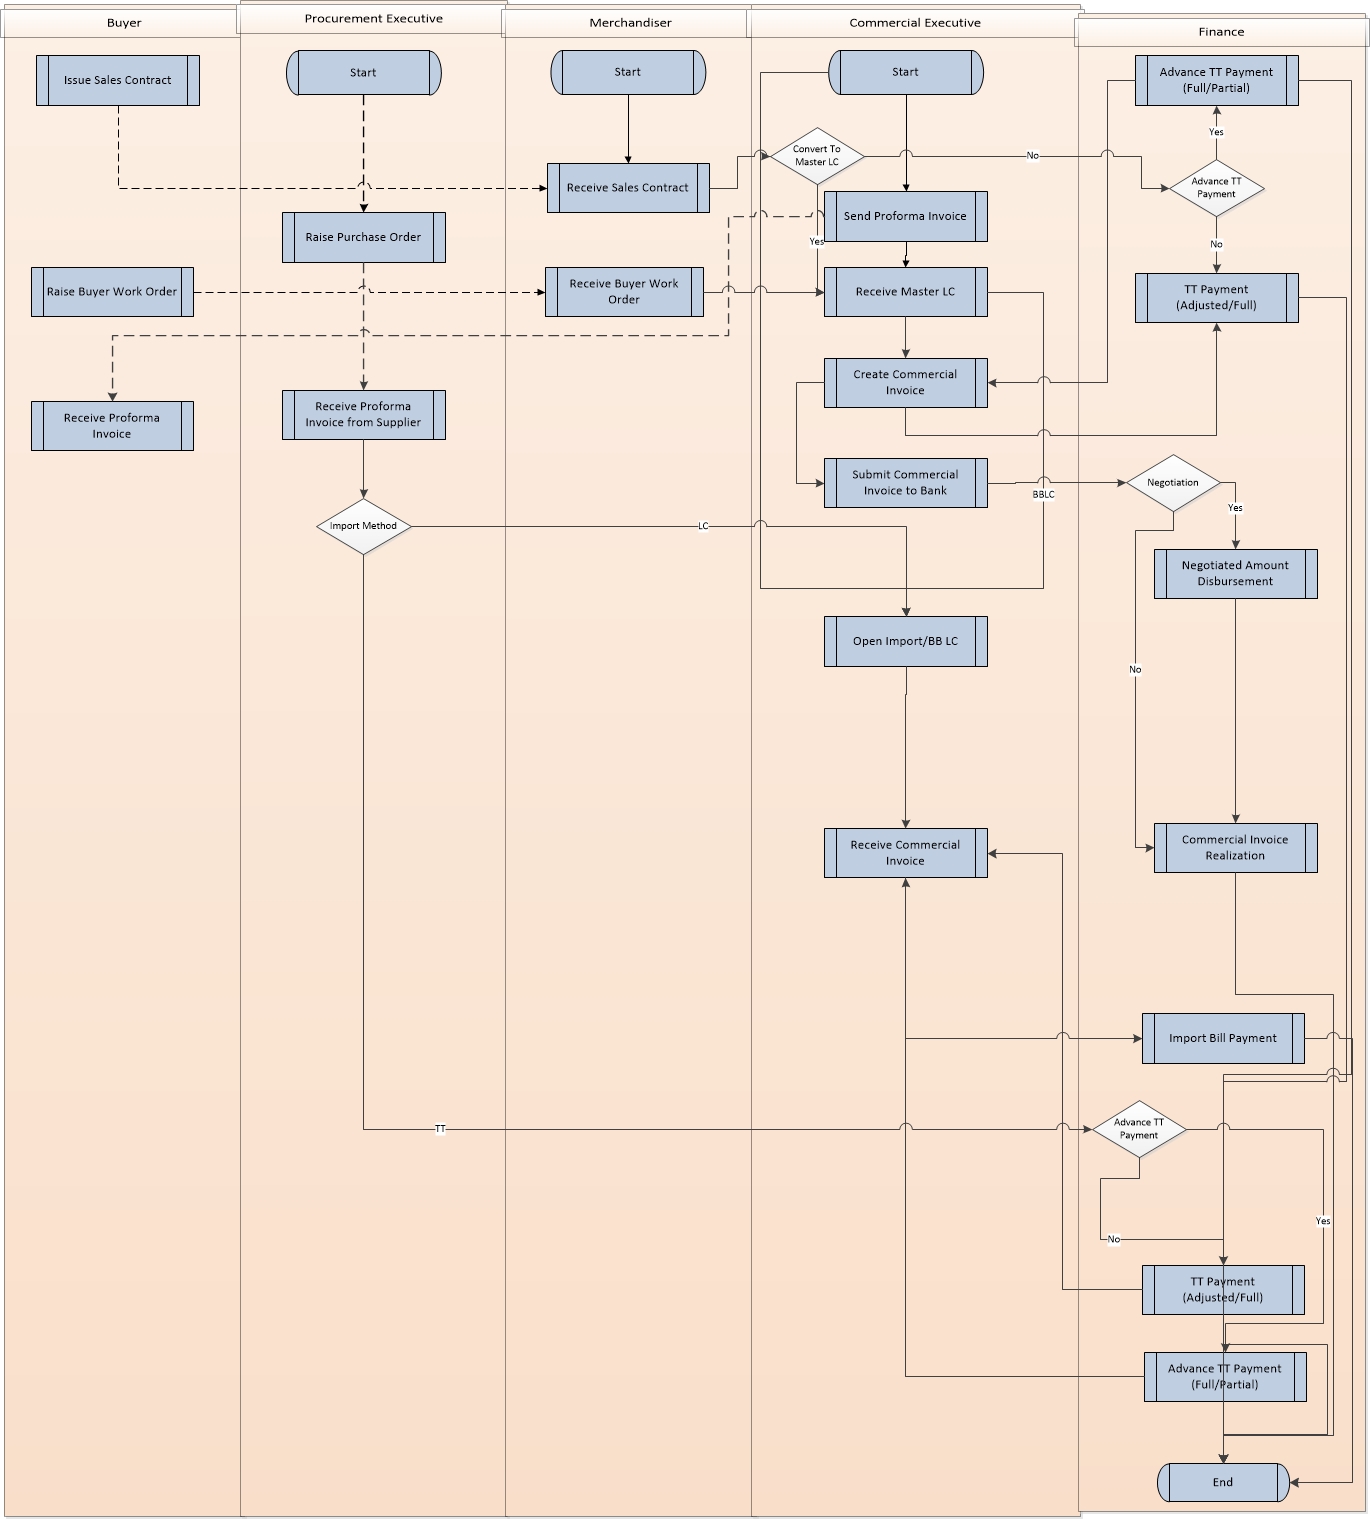 Buyer
Procurement Executive
Merchandiser
Commercial Executive
Finance
Issue Sales Contract
Start
Start
Start
Advance TT Payment
(Full/Partial)
Yes
Convert To
Master LC
No
Advance TT
Payment
Receive Sales Contract
Send Proforma Invoice
Raise Purchase Order
Yes
No
Raise Buyer Work Order
Receive Buyer Work
Order
Receive Master LC
TT Payment
(Adjusted/Full)
Create Commercial
Invoice
Receive Proforma
Invoice
Receive Proforma
Invoice from Supplier
Submit Commercial
Invoice to Bank
BBLC
Negotiation
Yes
Import Method
LC
Negotiated Amount
Disbursement
Open Import/BB LC
No
Receive Commercial
Invoice
Commercial Invoice
Realization
Import Bill Payment
TT
Advance TT
Payment
Yes
No
TT Payment
(Adjusted/Full)
Advance TT Payment
(Full/Partial)
End